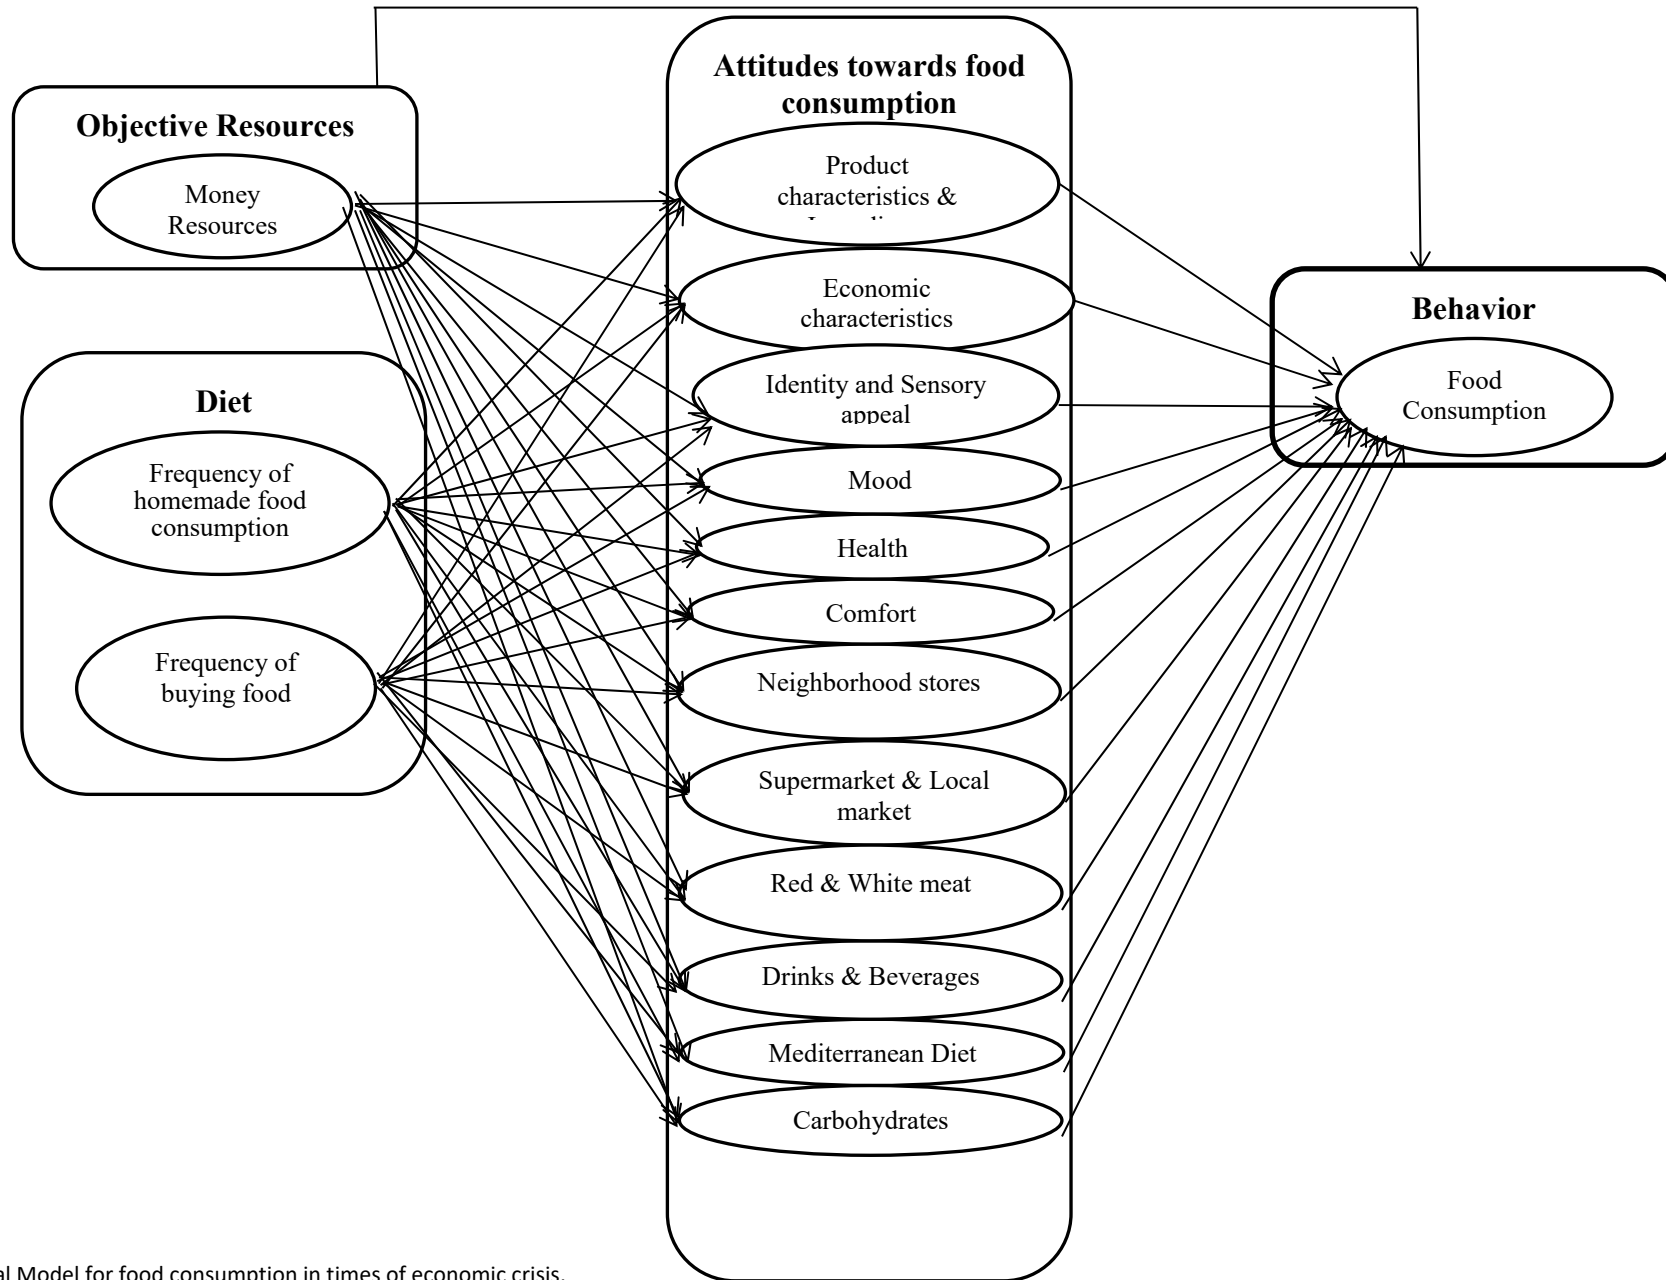 Objective Resources
Money
Resources
Diet
Frequency of
homemade food
consumption
Frequency of
buying food
Attitudes towards food
consumption
Product
characteristics &
Economic
characteristics
Identity and Sensory
appeal
Mood
Health
Comfort
Neighborhood stores
Supermarket & Local
market
Red & White meat
Drinks & Beverages
Mediterranean Diet
Carbohydrates
Behavior
Food
Consumption
Model for food consumption in times of economic crisis.